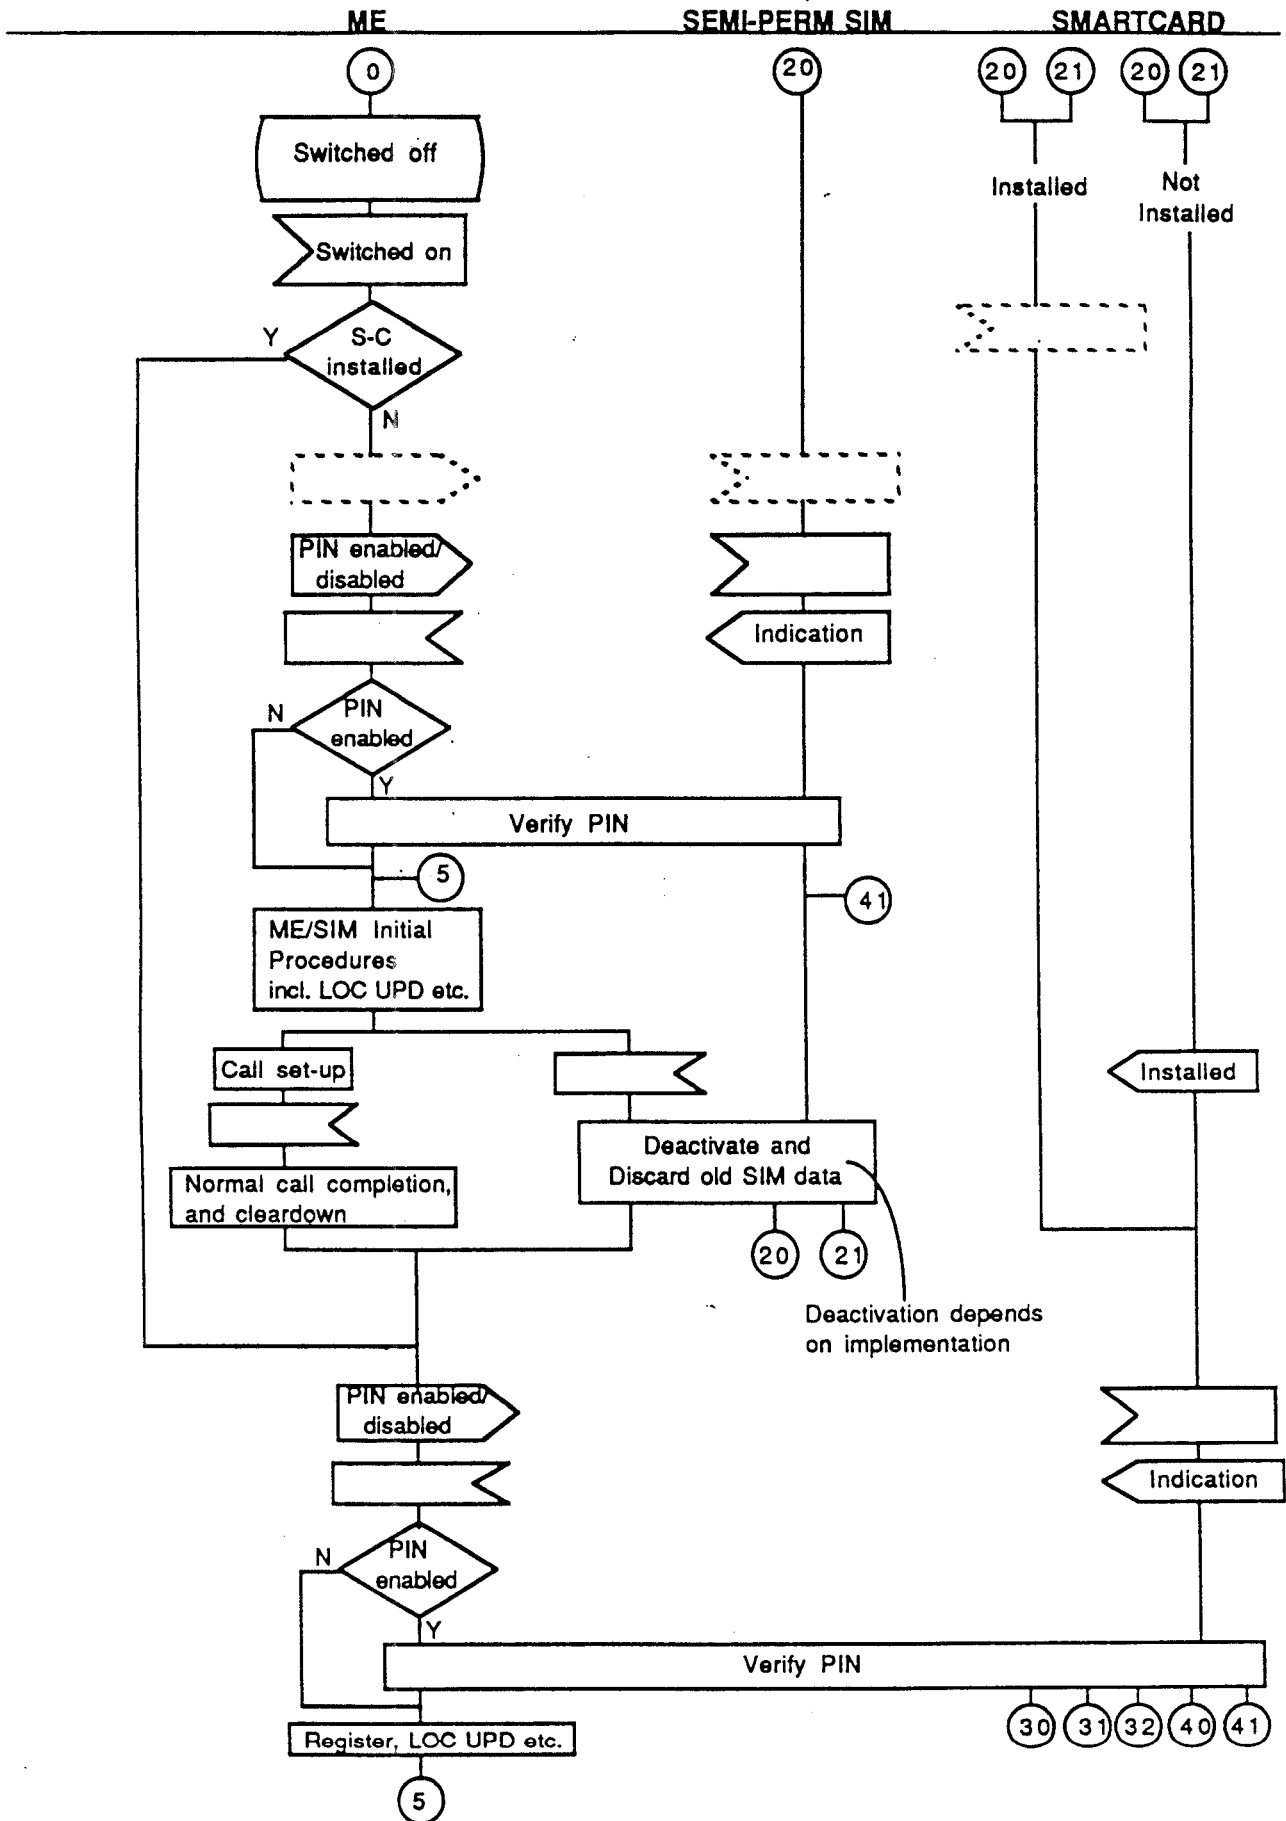 ME SEMI-PERM SIM SMARTCARD
0 20 20 21 20 21
Switched off
Installed
Not
Installed
Switched on
Y
S-C
installed
N
PIN enabled/
disabled
Indication
N
PIN
enabled
Y
Verify PIN
5
41
ME/SIM Initial
Procedures
incl. LOC UPD etc.
Call set-up
Installed
Deactivate and
Discard old SIM data
Normal call completion,
and cleardown
20 21
Deactivation depends
on implementation
PIN enabled/
disabled
Indication
N
PIN
enabled
Y
Verify PIN
30 31 32 40 41
Register, LOC UPD etc.
5